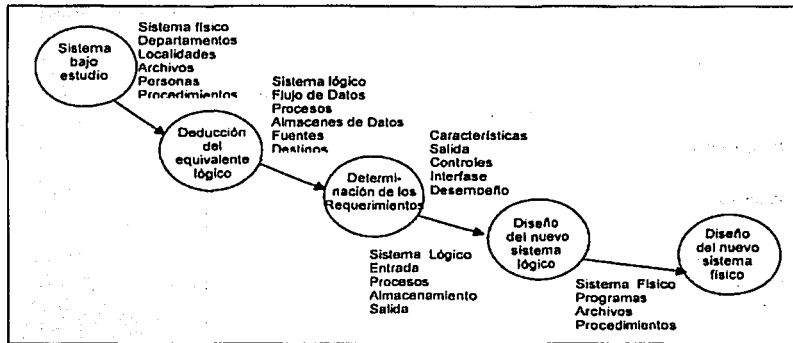 Sistema
bajo
estudio
Sistema físico
Departamentos
Localidades
Archivos
Personas
Procedimientos
Deducción
del
equivalente
lógico
Sistema lógico
Flujo de Datos
Procesos
Almacenes de Datos
Fuentes
Destinos
Determi-
nación de los
Requerimientos
Características
Salida
Controles
Interfase
Desempeño
Sistema Lógico
Entrada
Procesos
Almacenamiento
Salida
Diseño
del nuevo
sistema
lógico
Sistema Físico
Programas
Archivos
Procedimientos
Diseño
del nuevo
sistema
físico